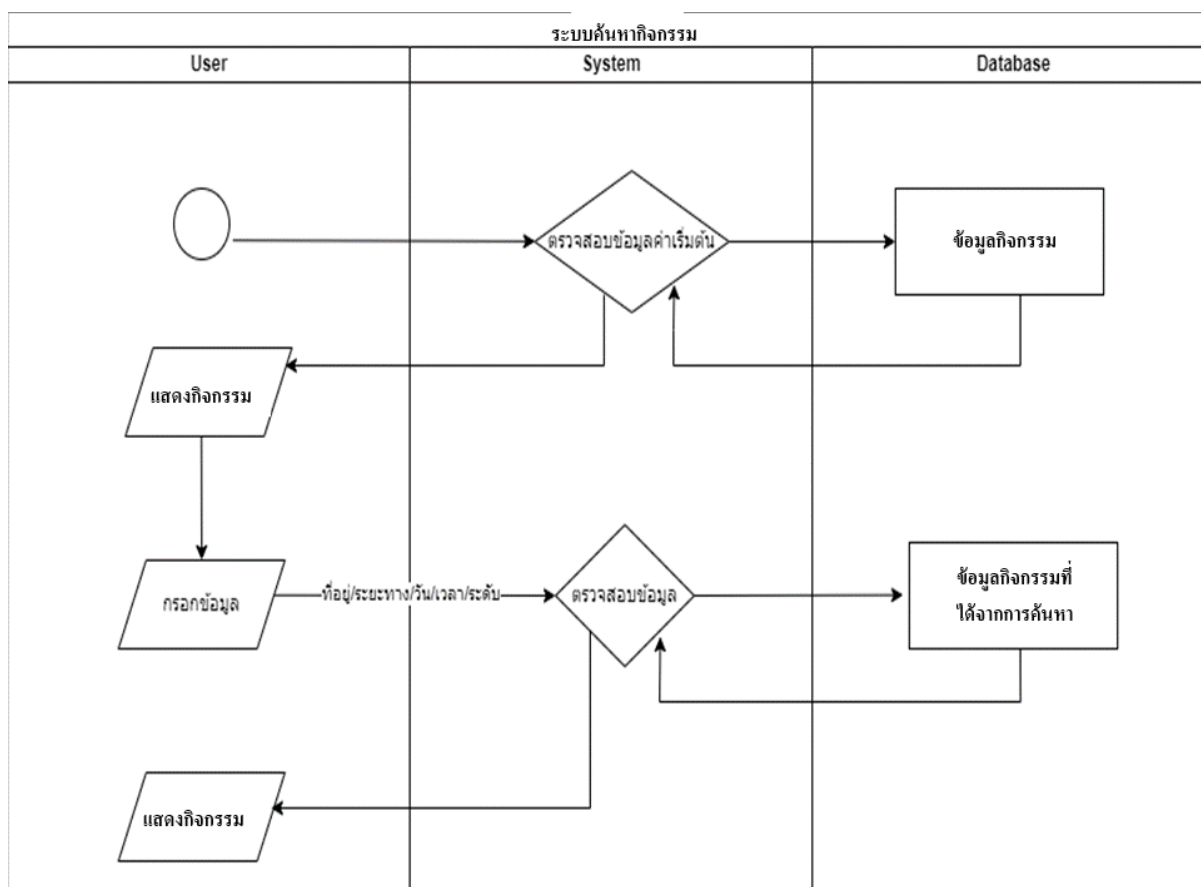 ระบบค้นหากิจกรรม
User
System
Database
ตรวจสอบข้อมูลค่าเริ่มต้น
ข้อมูลกิจกรรม
แสดงกิจกรรม
กรอกข้อมูล
ที่อยู่/ระยะทาง/วัน/เวลา/ระดับ
ตรวจสอบข้อมูล
ข้อมูลกิจกรรมที่
ได้จากการค้นหา
แสดงกิจกรรม